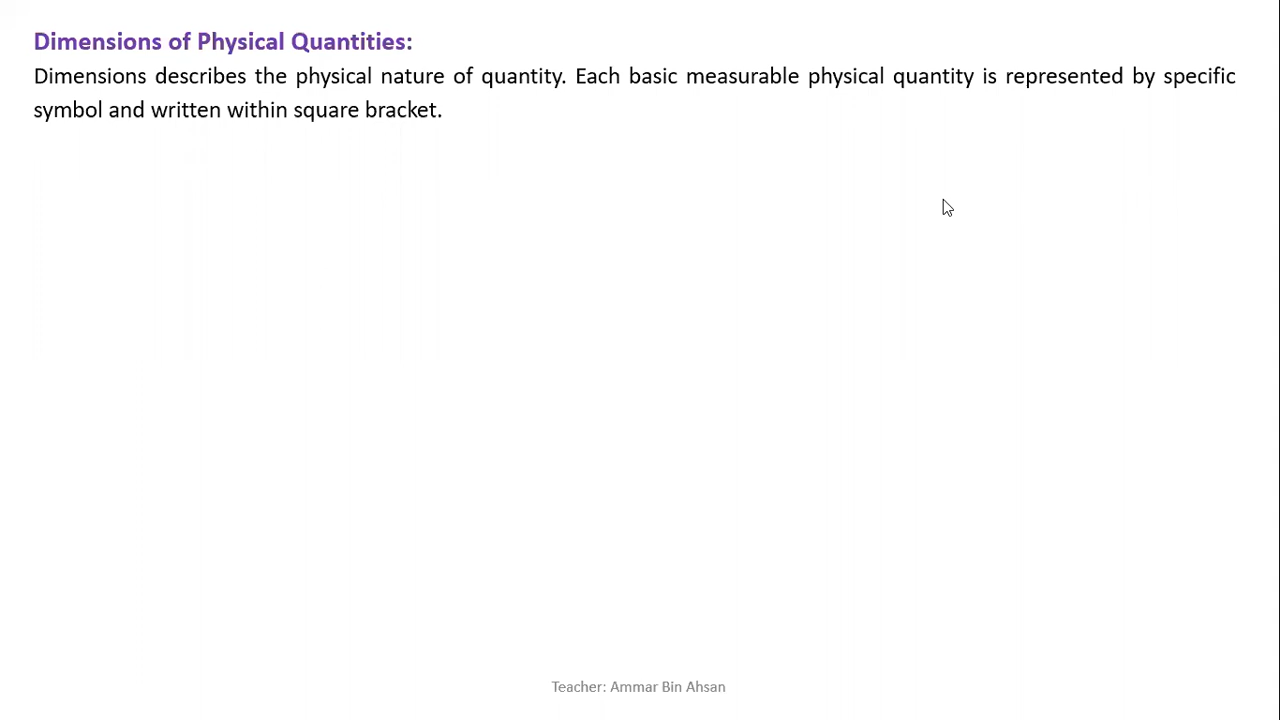 Dimensions of Physical Quantities:
Dimensions describes the physical nature of quantity. Each basic measurable physical quantity is represented by specific
symbol and written within square bracket.
Teacher: Ammar Bin Ahsan